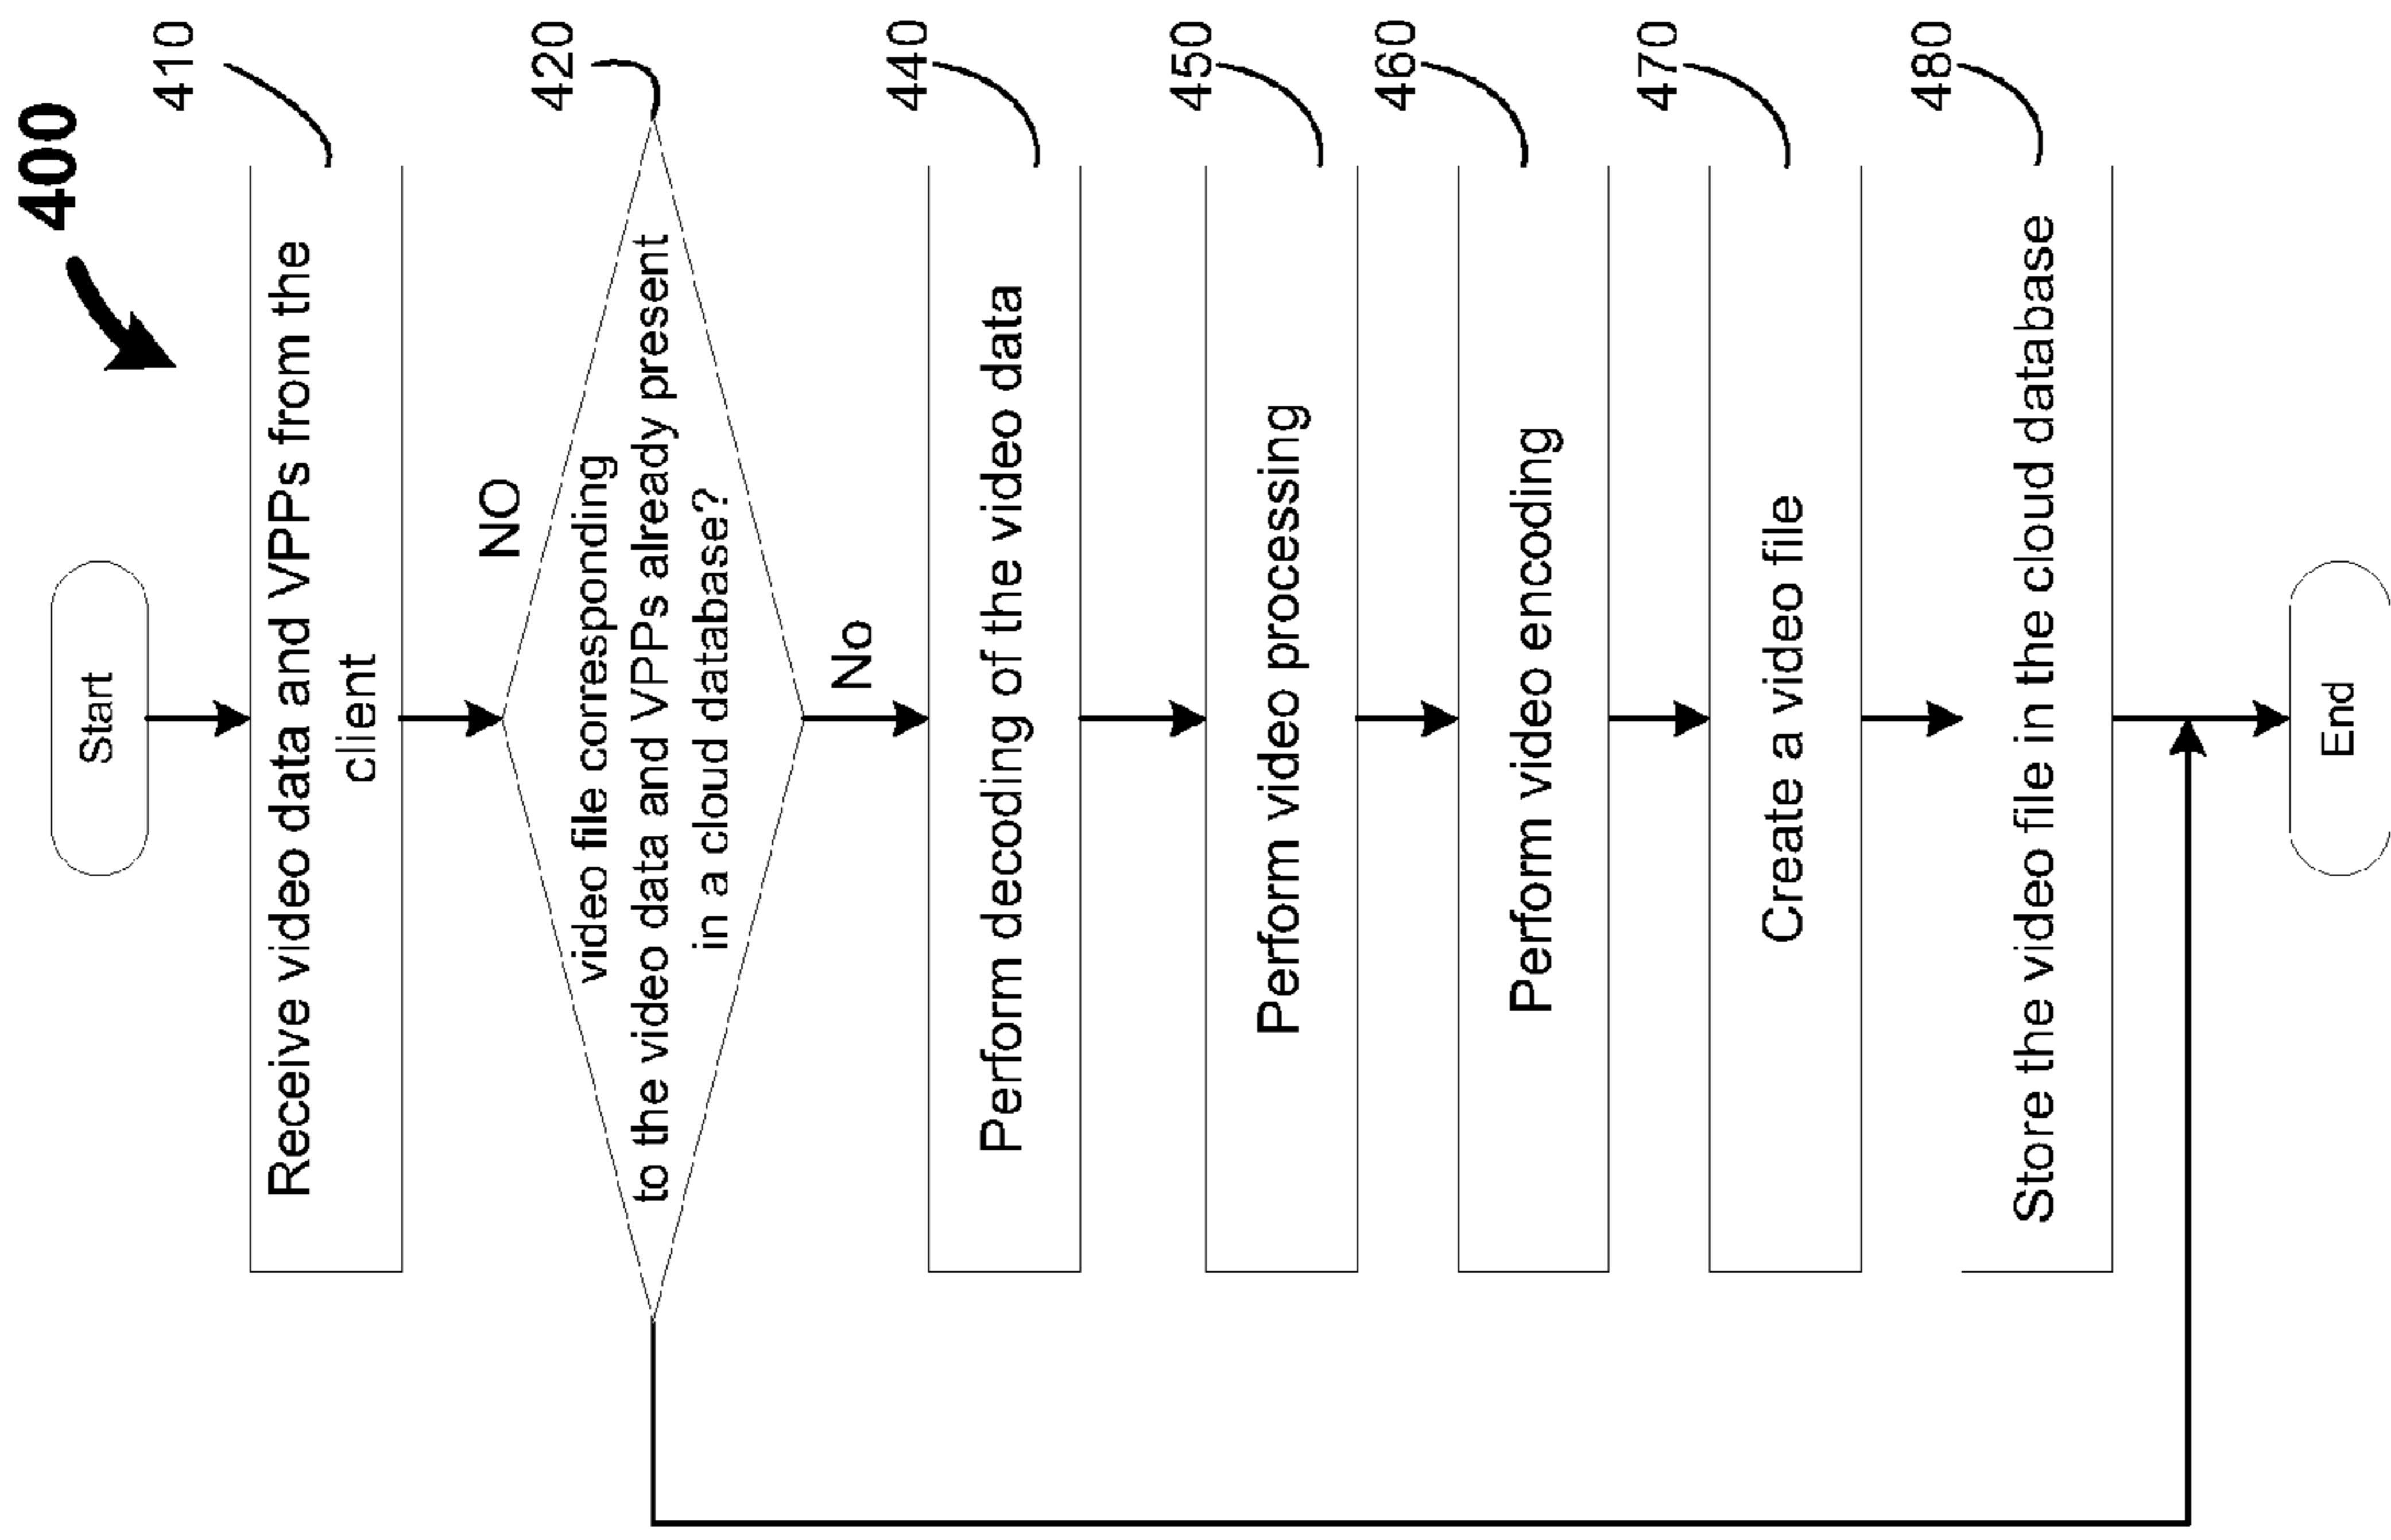 400
Start
410
Receive video data and VPPs from the
client
NO
420
video file corresponding
to the video data and VPPs already present
in a cloud database?
No
440
Perform decoding of the video data
450
Perform video processing
460
Perform video encoding
470
Create a video file
480
Store the video file in the cloud database
End